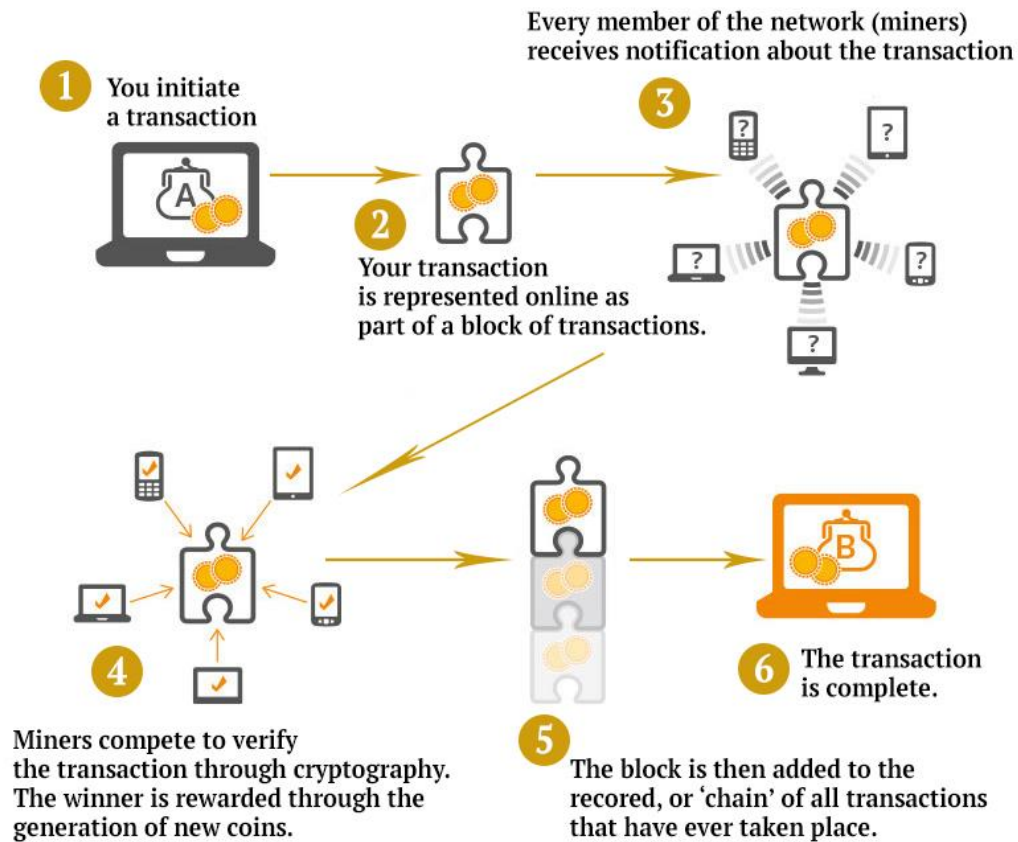 1
You initiate
a transaction
A
2
Your transaction
is represented online as
part of a block of transactions.
Every member of the network (miners)
receives notification about the transaction
3
?
?
?
?
?
4
Miners compete to verify
the transaction through cryptography.
The winner is rewarded through the
generation of new coins.
5
The block is then added to the
recored, or ‘chain’ of all transactions
that have ever taken place.
B
6
The transaction
is complete.